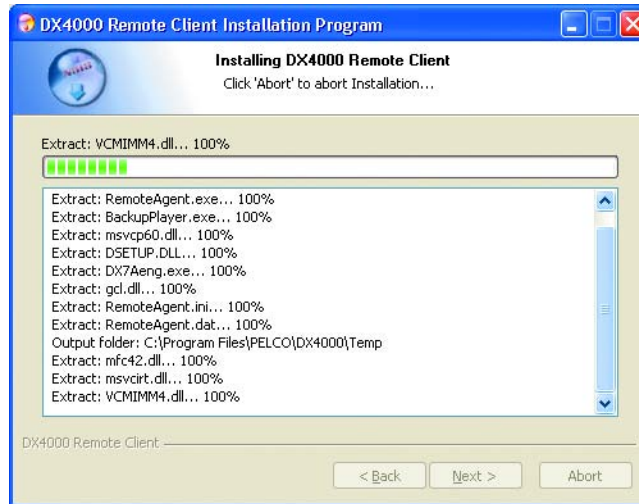 DX4000 Remote Client Installation Program
Installing DX4000 Remote Client
Click 'Abort' to abort Installation...
Extract: VCMIMM4.dll... 100%
Extract: RemoteAgent.exe... 100%
Extract: BackupPlayer.exe... 100%
Extract: msvcp60.dll... 100%
Extract: DSETUP.DLL... 100%
Extract: DX7Aeng.exe... 100%
Extract: gcl.dll... 100%
Extract: RemoteAgent.ini... 100%
Extract: RemoteAgent.dat... 100%
Output folder: C:\Program Files\PELCO\DX4000\Temp
Extract: mfc42.dll... 100%
Extract: msvcirt.dll... 100%
Extract: VCMIMM4.dll... 100%
DX4000 Remote Client
< Back Next > Abort